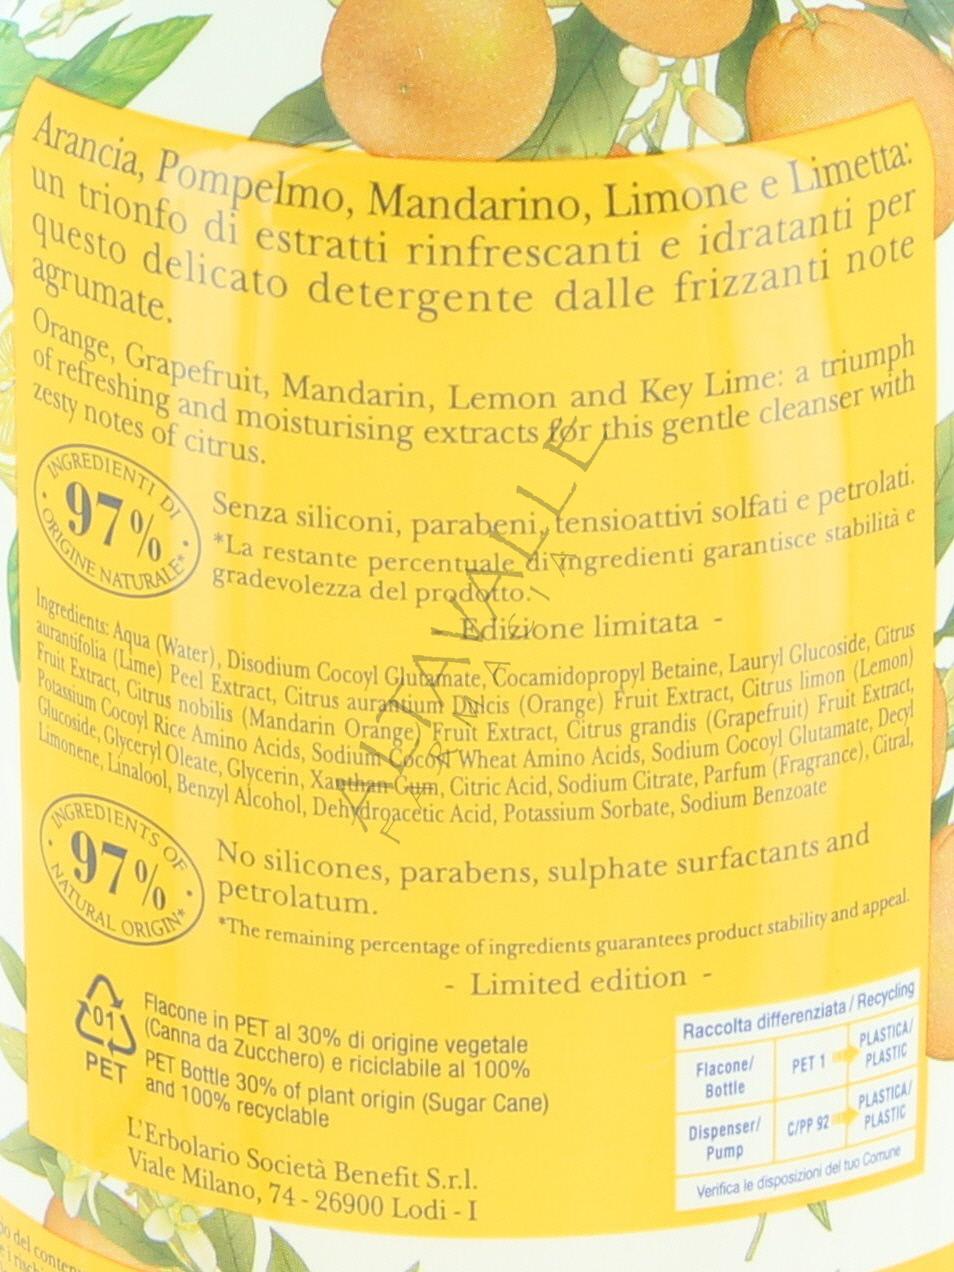 Arancia, Pompelmo, Mandarino, Limone e Limetta:
un trionfo di estratti rinfrescanti e idratanti per
questo delicato detergente dalle frizzanti note
agrumate.
Orange, Grapefruit, Mandarin, Lemon and Key Lime: a triumph
of refreshing and moisturising extracts for this gentle cleanser with
zesty notes of citrus.
INGREDIENTI DI
97%
ORIGINE NATURALE*
Senza siliconi, parabeni, tensioattivi solfati e petrolati.
*La restante percentuale di ingredienti garantisce stabilità e
gradevolezza del prodotto.
- Edizione limitata -
Ingredients: Aqua (Water), Disodium Cocoyl Glutamate, Cocamidopropyl Betaine, Lauryl Glucoside, Citrus
aurantifolia (Lime) Peel Extract, Citrus aurantium Dulcis (Orange) Fruit Extract, Citrus limon (Lemon)
Fruit Extract, Citrus nobilis (Mandarin Orange) Fruit Extract, Citrus grandis (Grapefruit) Fruit Extract,
Potassium Cocoyl Rice Amino Acids, Sodium Cocoyl Wheat Amino Acids, Sodium Cocoyl Glutamate, Decyl
Glucoside, Glyceryl Oleate, Glycerin, Xanthan Gum, Citric Acid, Sodium Citrate, Parfum (Fragrance), Citral,
Limonene, Linalool, Benzyl Alcohol, Dehydroacetic Acid, Potassium Sorbate, Sodium Benzoate
INGREDIENTS OF
97%
NATURAL ORIGIN*
No silicones, parabens, sulphate surfactants and
petrolatum.
*The remaining percentage of ingredients guarantees product stability and appeal.
- Limited edition -
01
PET
Flacone in PET al 30% di origine vegetale
(Canna da Zucchero) e riciclabile al 100%
PET Bottle 30% of plant origin (Sugar Cane)
and 100% recyclable
L'Erbolario Società Benefit S.r.l.
Viale Milano, 74 - 26900 Lodi - I
Raccolta differenziata / Recycling
Flacone/ Bottle PET 1 PLASTICA/ PLASTIC
Dispenser/ Pump C/PP 92 PLASTICA/ PLASTIC
Verifica le disposizioni del tuo Comune
del